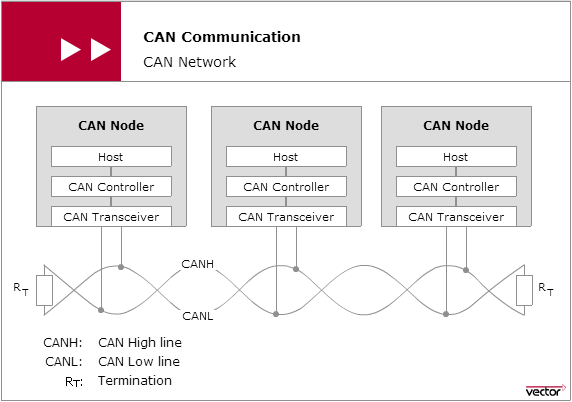 CAN Communication
CAN Network
CAN Node CAN Node CAN Node
Host Host Host
CAN Controller CAN Controller CAN Controller
CAN Transceiver CAN Transceiver CAN Transceiver
CANH
RT RT
CANL
CANH: CAN High line
CANL: CAN Low line
RT: Termination
vector